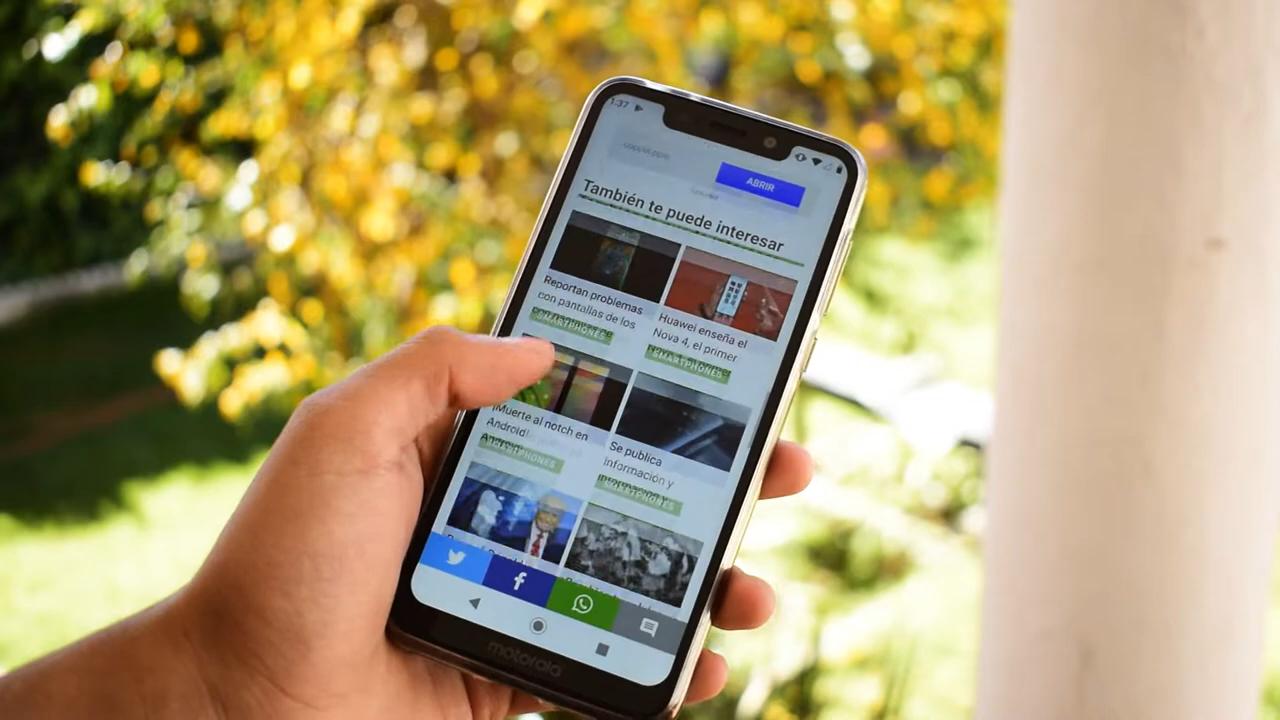 1:37
ABRIR
También te puede interesar
Reportan problemas
con pantallas de los
SMARTPHONES
Huawei enseña el
Nova 4, el primer
SMARTPHONES
¡Muerte al notch en
Android!
SMARTPHONES
Se publica
información y
SMARTPHONES
motorola